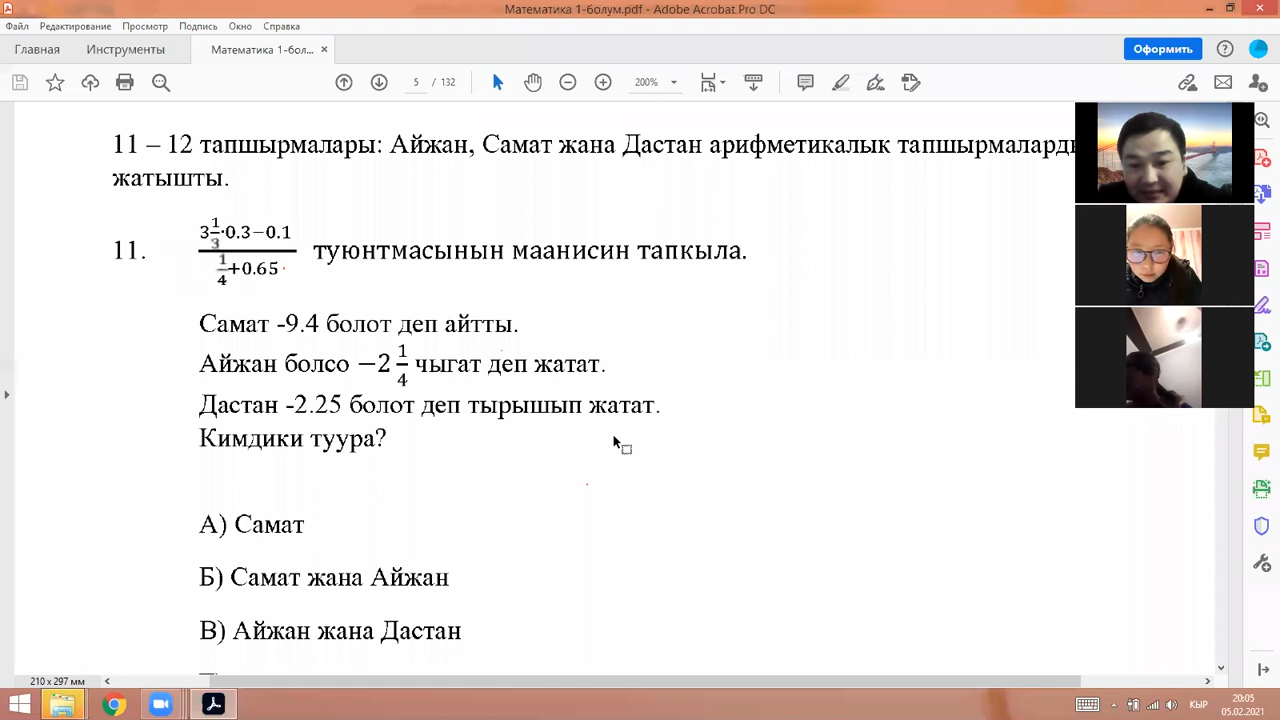 Математика 1-болум.pdf - Adobe Acrobat Pro DC
Файл Редактирование Просмотр Подпись Окно Справка
Главная Инструменты Математика 1-бол... × Оформить
5 / 132 200%
11 – 12 тапшырмалары: Айжан, Самат жана Дастан арифметикалык
жатышты.
11. (3 1/3·0.3−0.1)/(1/4+0.65) туюнтмасынын маанисин тапкыла.
Самат -9.4 болот деп айтты.
Айжан болсо −2 1/4 чыгат деп жатат.
Дастан -2.25 болот деп тырышып жатат.
Кимдики туура?
А) Самат
Б) Самат жана Айжан
В) Айжан жана Дастан
210 x 297 мм
КЫР
20:05
05.02.2021